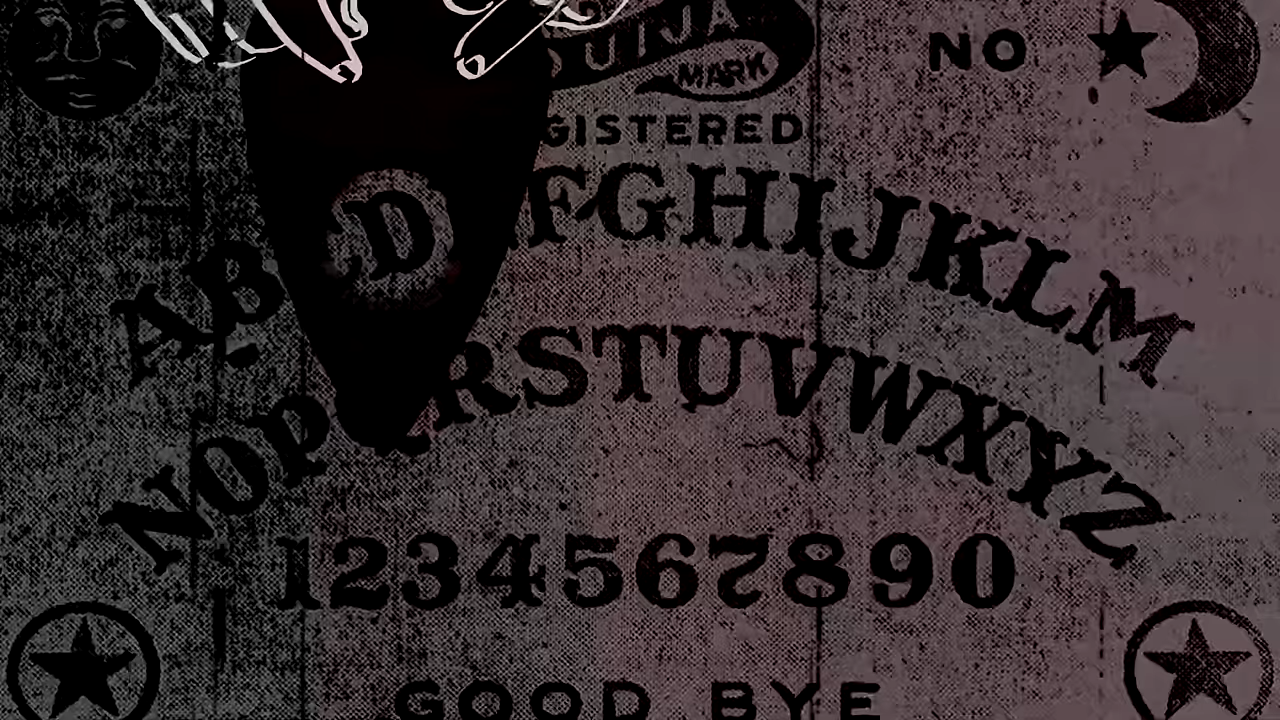 OUIJA
NO
MARK
GISTERED
AB D FGHIJKLM
NOP RSTUVWXYZ
1234567890
GOOD BYE